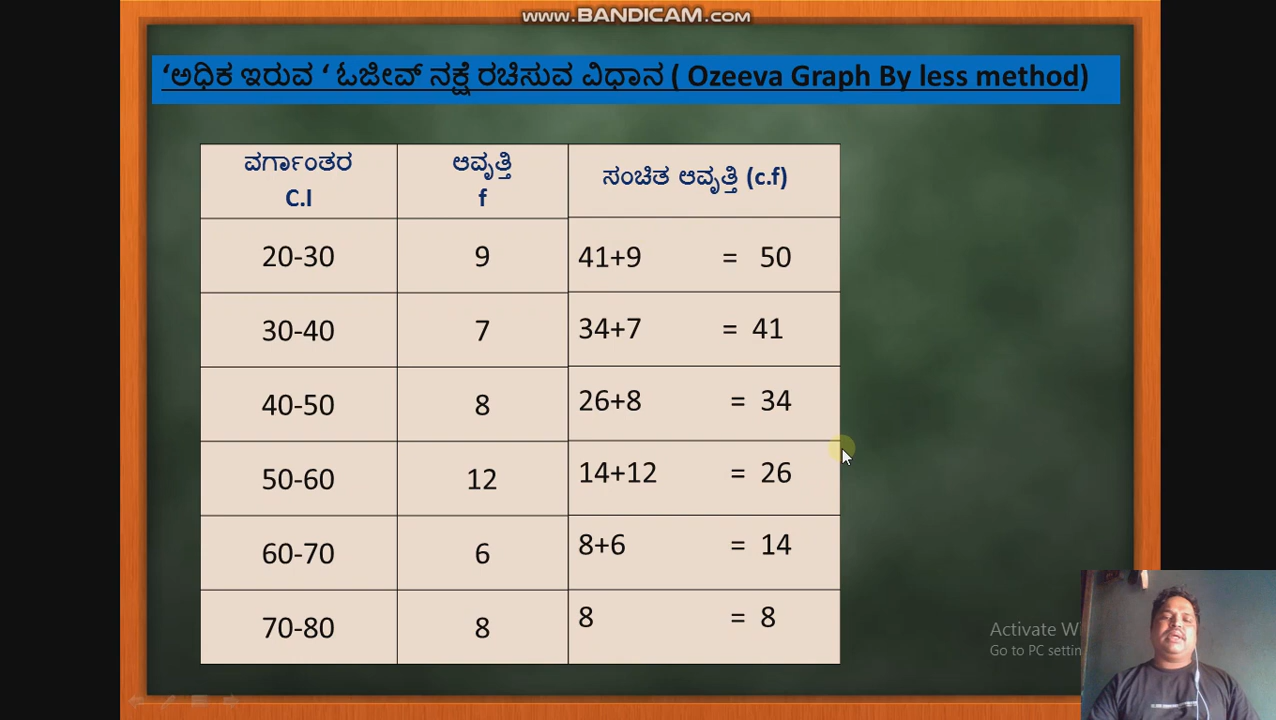 www.BANDICAM.com
‘ಅಧಿಕ ಇರುವ ‘ ಓಜೀವ್ ನಕ್ಷೆ ರಚಿಸುವ ವಿಧಾನ ( Ozeeva Graph By less method)
ವರ್ಗಾಂತರ C.I ಆವೃತ್ತಿ f ಸಂಚಿತ ಆವೃತ್ತಿ (c.f)
20-30 9 41+9 = 50
30-40 7 34+7 = 41
40-50 8 26+8 = 34
50-60 12 14+12 = 26
60-70 6 8+6 = 14
70-80 8 8 = 8
Activate W
Go to PC settin